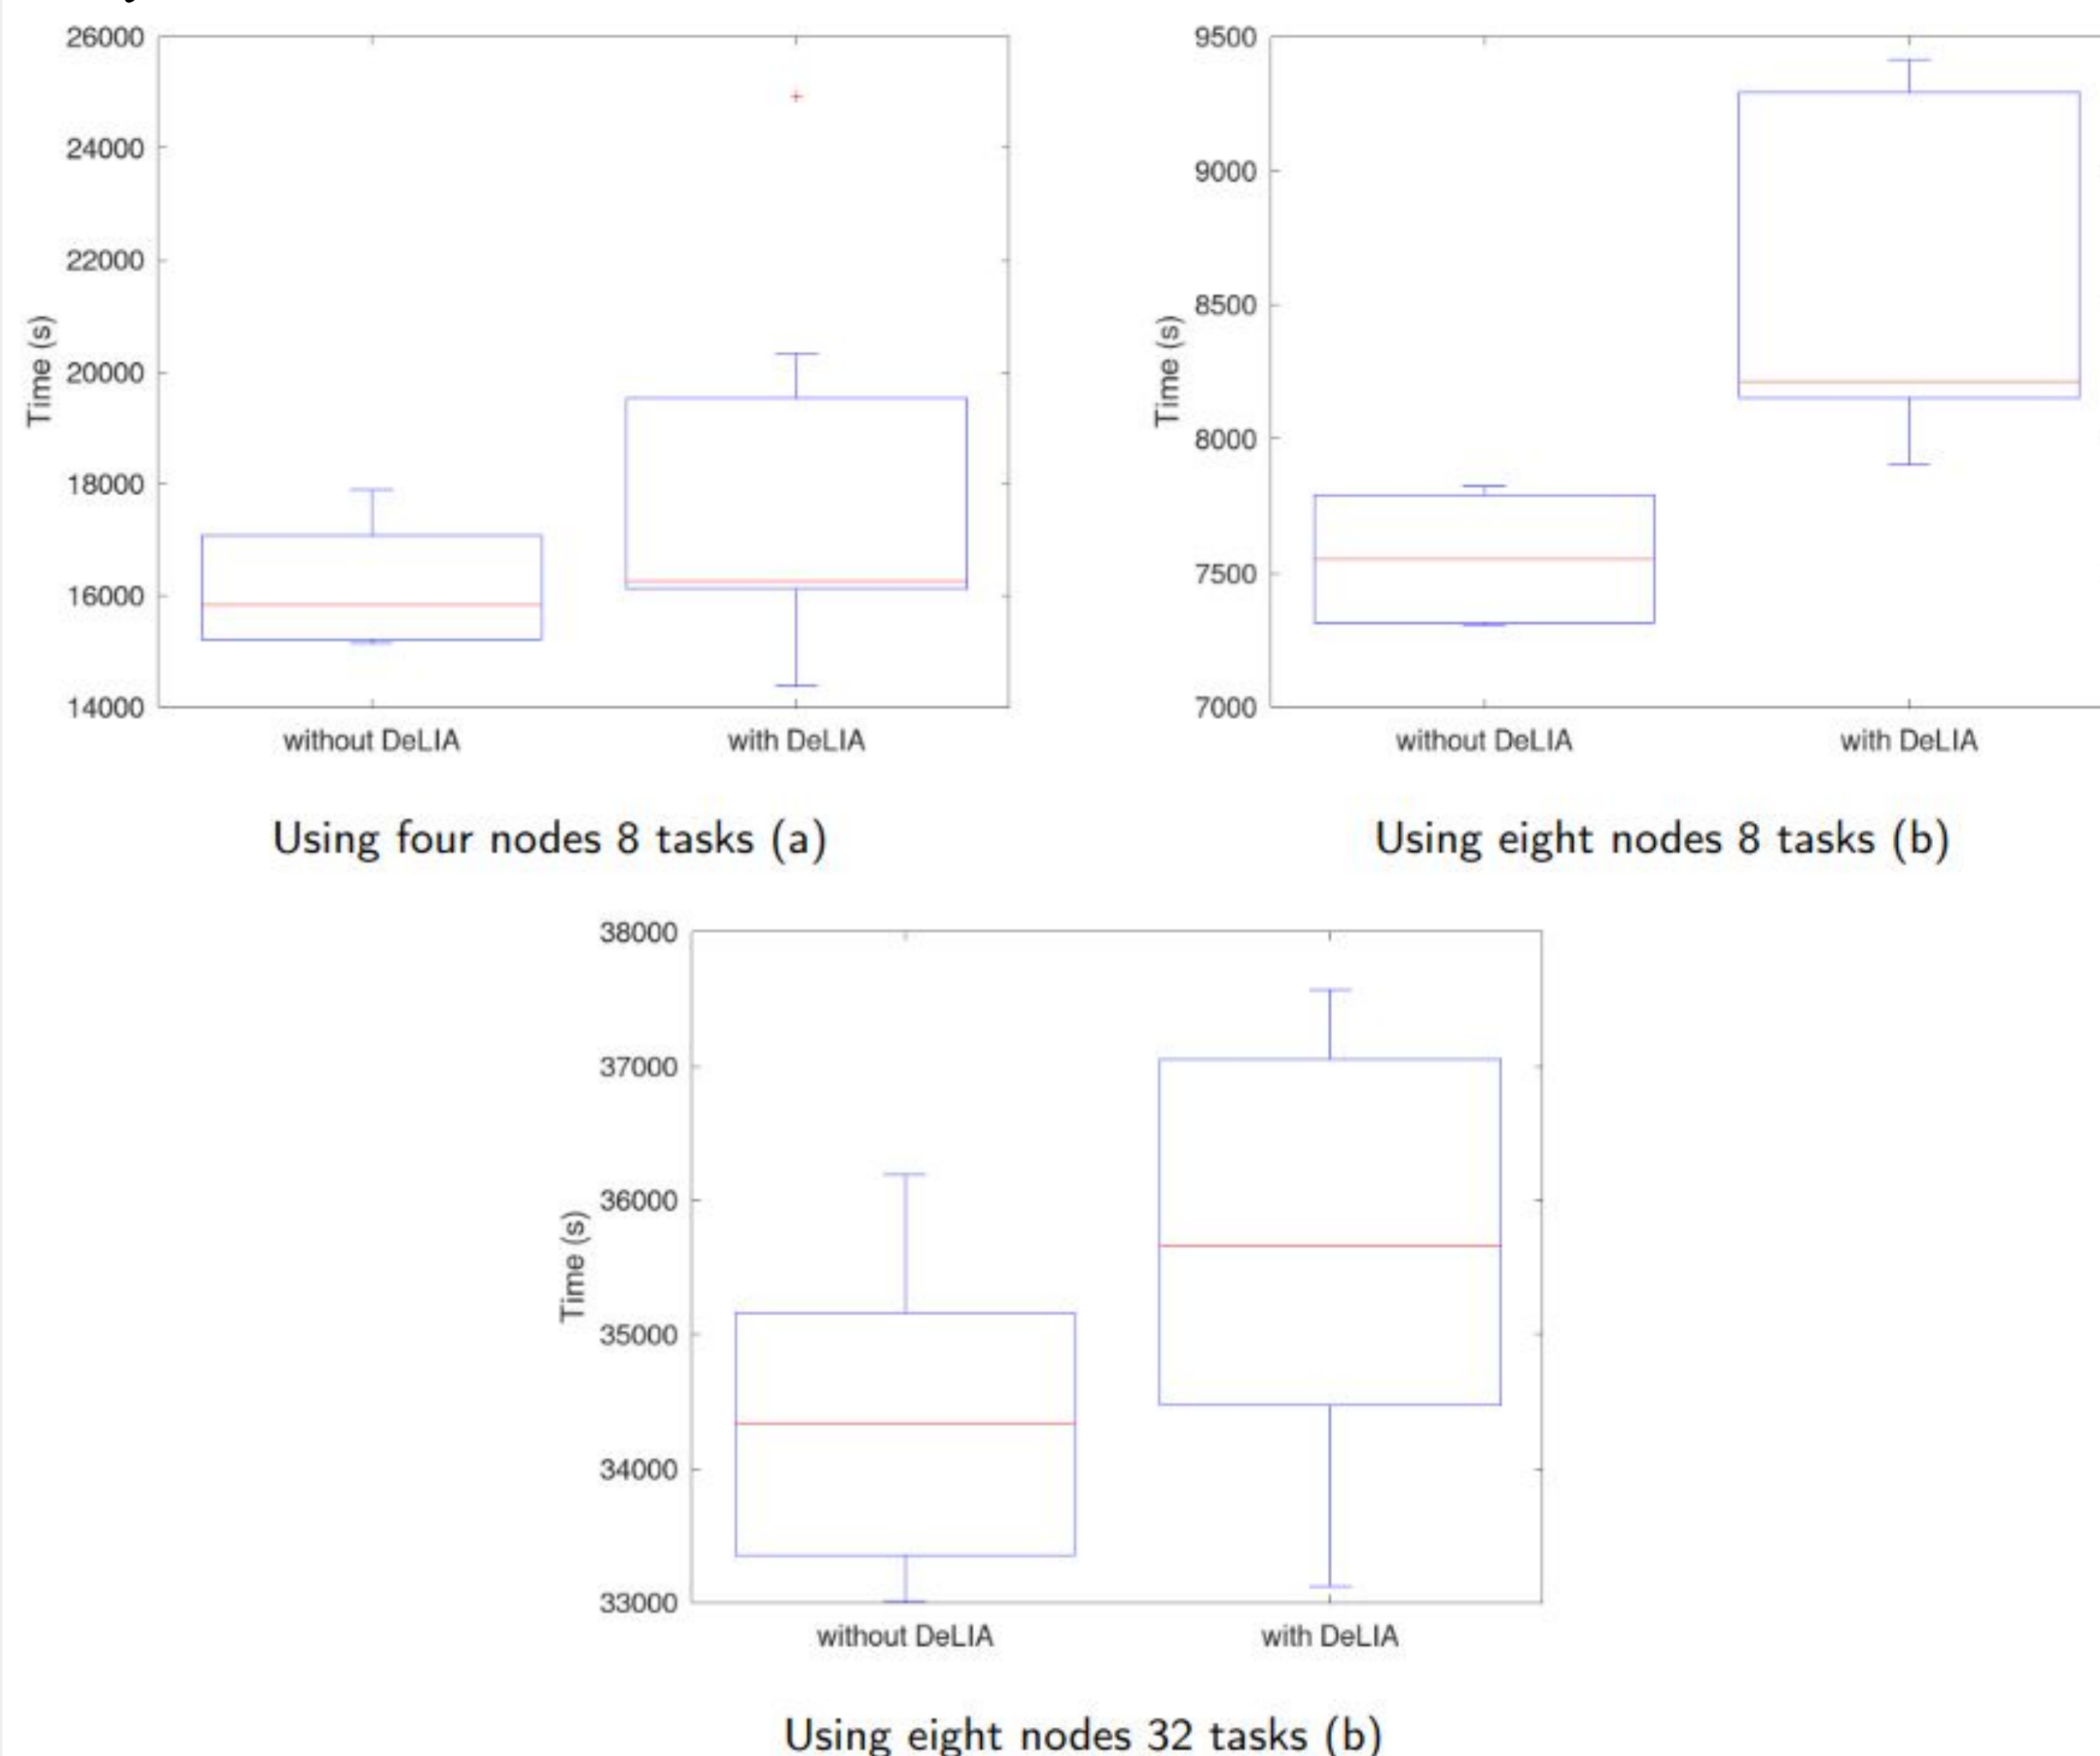 26000
24000
22000
20000
18000
16000
14000
Time (s)
without DeLIA
with DeLIA
Using four nodes 8 tasks (a)
9500
9000
8500
8000
7500
7000
Time (s)
without DeLIA
with DeLIA
Using eight nodes 8 tasks (b)
38000
37000
36000
35000
34000
33000
Time (s)
without DeLIA
with DeLIA
Using eight nodes 32 tasks (b)